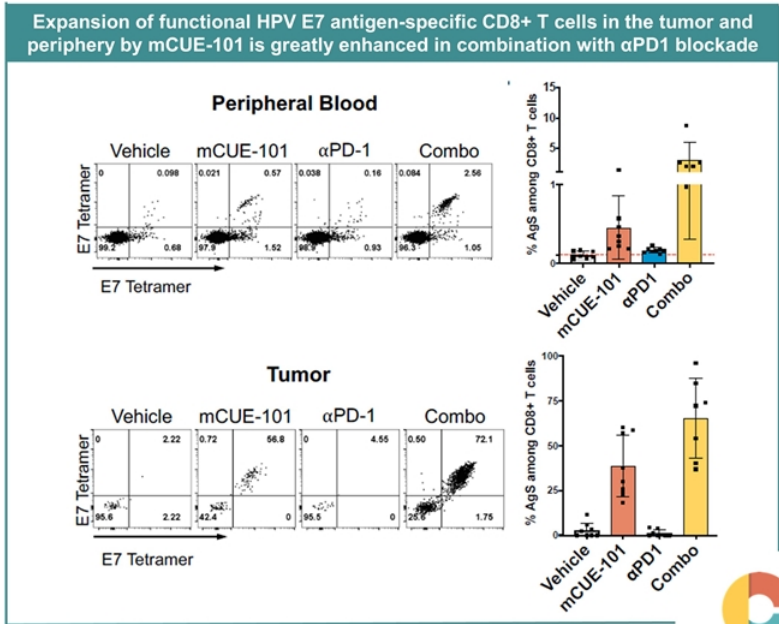 Expansion of functional HPV E7 antigen-specific CD8+ T cells in the tumor and
periphery by mCUE-101 is greatly enhanced in combination with αPD1 blockade
Peripheral Blood
Vehicle mCUE-101 αPD-1 Combo
0 0.098 0.021 0.57 0.038 0.16 0.084 2.56
99.2 0.68 97.9 1.52 98.9 0.93 96.3 1.05
E7 Tetramer
E7 Tetramer
% AgS among CD8+ T cells
15
10
5
1
0
Vehicle
mCUE-101
αPD1
Combo
Tumor
Vehicle mCUE-101 αPD-1 Combo
0 2.22 0.72 56.8 0 4.55 0.50 72.1
95.6 2.22 42.4 0 95.5 0 25.6 1.75
E7 Tetramer
E7 Tetramer
% AgS among CD8+ T cells
100
75
50
25
0
Vehicle
mCUE-101
αPD1
Combo